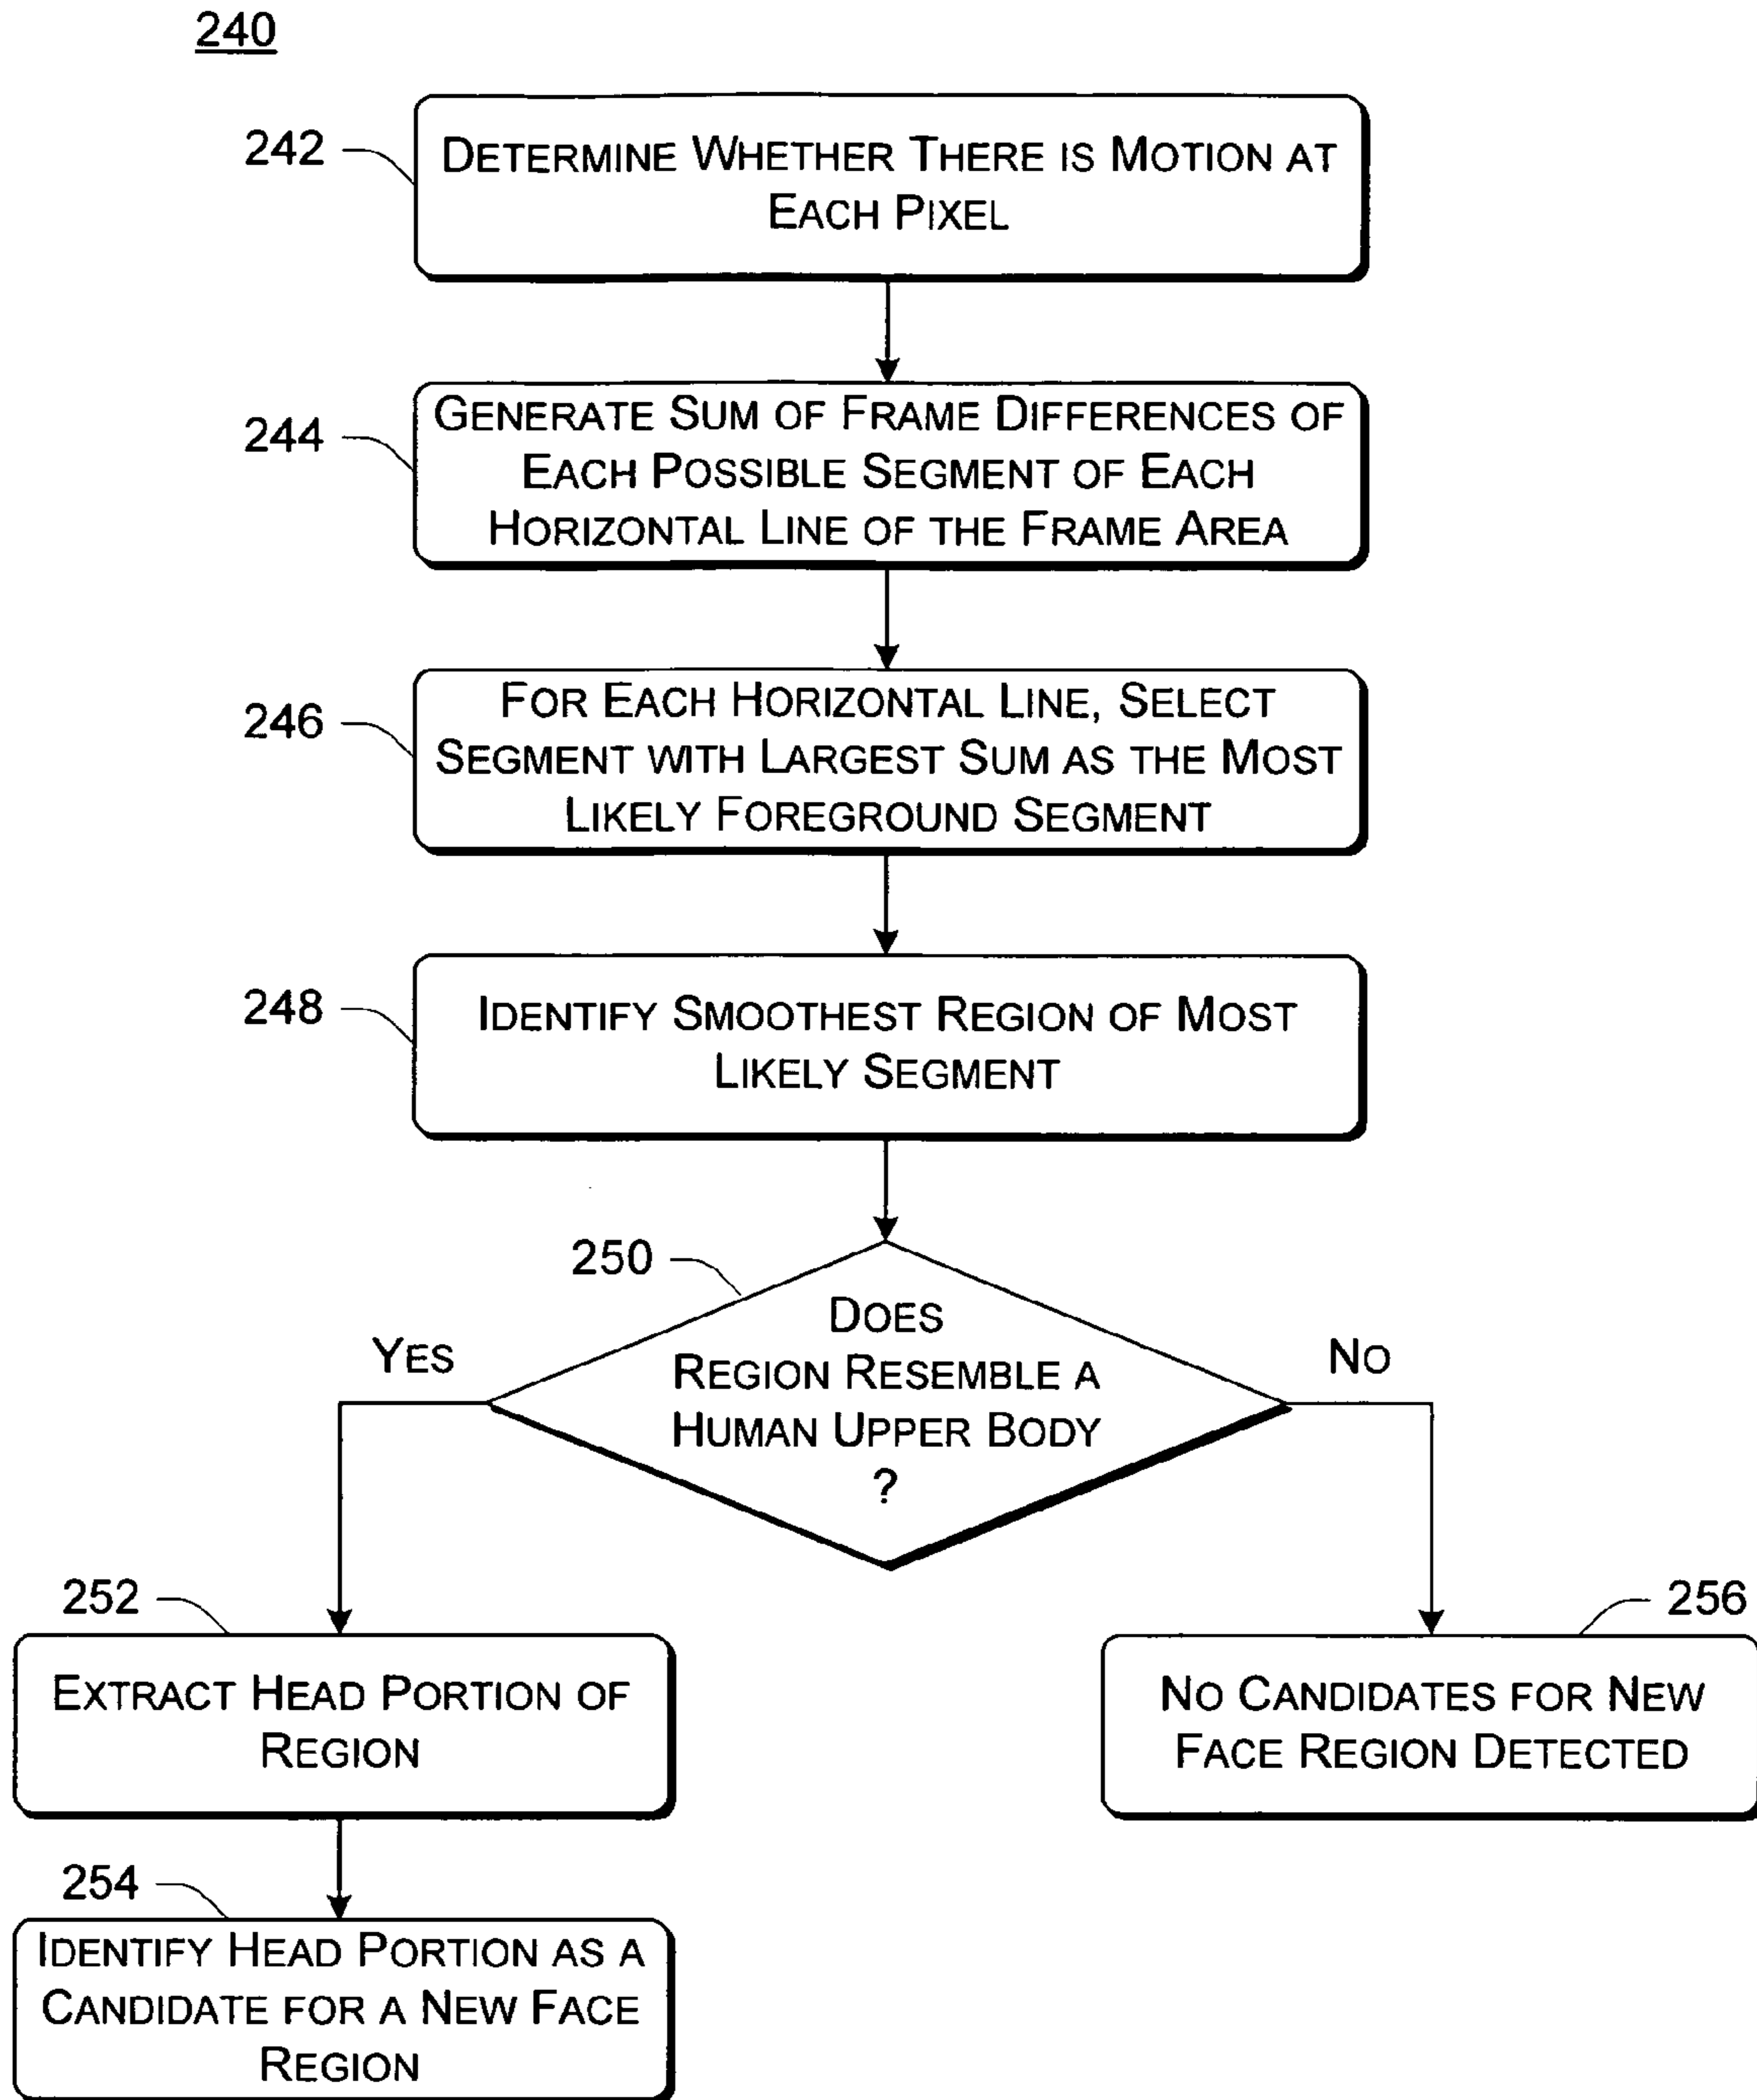 240
242
DETERMINE WHETHER THERE IS MOTION AT
EACH PIXEL
244
GENERATE SUM OF FRAME DIFFERENCES OF
EACH POSSIBLE SEGMENT OF EACH
HORIZONTAL LINE OF THE FRAME AREA
246
FOR EACH HORIZONTAL LINE, SELECT
SEGMENT WITH LARGEST SUM AS THE MOST
LIKELY FOREGROUND SEGMENT
248
IDENTIFY SMOOTHEST REGION OF MOST
LIKELY SEGMENT
250
DOES
REGION RESEMBLE A
HUMAN UPPER BODY
?
YES
NO
252
EXTRACT HEAD PORTION OF
REGION
254
IDENTIFY HEAD PORTION AS A
CANDIDATE FOR A NEW FACE
REGION
256
NO CANDIDATES FOR NEW
FACE REGION DETECTED